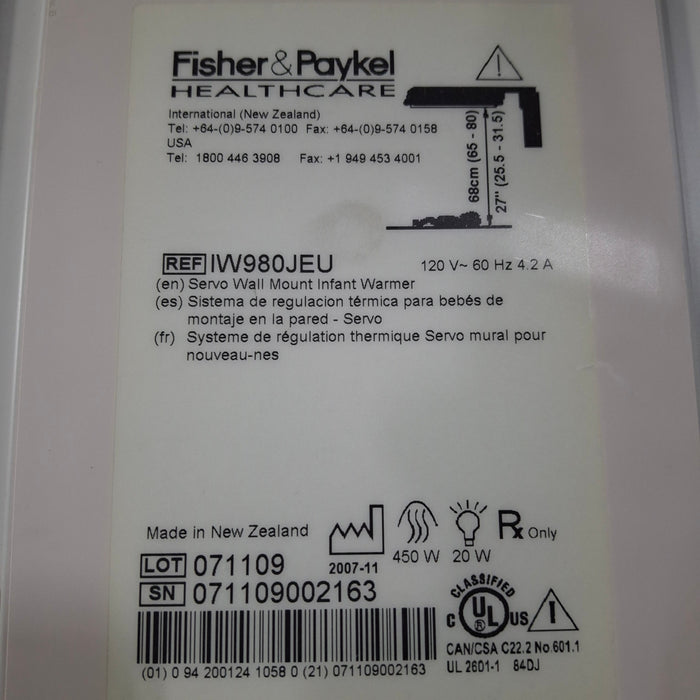 Fisher&Paykel
HEALTHCARE
International (New Zealand)
Tel: +64-(0)9-574 0100 Fax: +64-(0)9-574 0158
USA
Tel: 1800 446 3908 Fax: +1 949 453 4001
68cm (65 - 80)
27" (25.5 - 31.5)
REF IW980JEU 120 V~ 60 Hz 4.2 A
(en) Servo Wall Mount Infant Warmer
(es) Sistema de regulacion térmica para bebés de
montaje en la pared - Servo
(fr) Systeme de régulation thermique Servo mural pour
nouveau-nes
Made in New Zealand
2007-11
450 W 20 W
Rx Only
LOT 071109
SN 071109002163
(01) 0 94 200124 1058 0 (21) 071109002163
CLASSIFIED
C UL US
®
CAN/CSA C22.2 No.601.1
UL 2601-1 84DJ